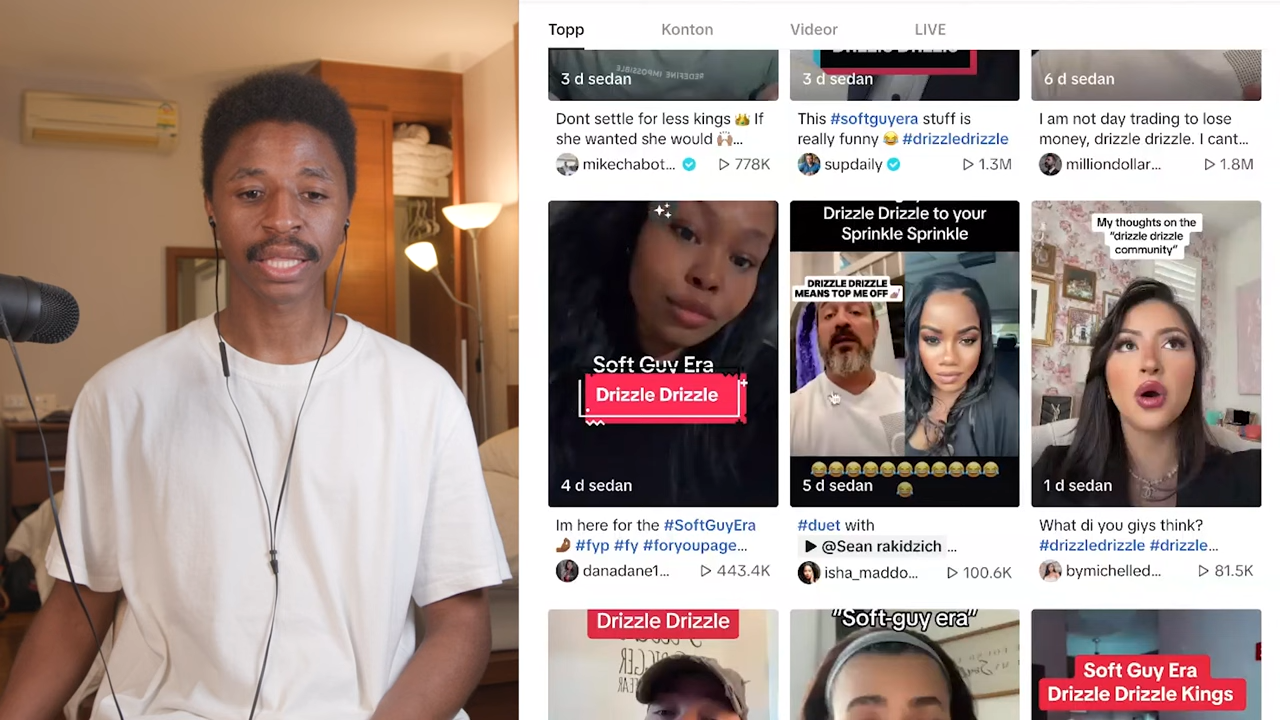 Topp
Konton
Videor
LIVE
REDEFINE IMPOSSIBLE
3 d sedan
3 d sedan
6 d sedan
Dont settle for less kings 👑 If
she wanted she would 🙌🏽...
mikechabot...
778K
This #softguyera stuff is
really funny 😂 #drizzledrizzle
supdaily
1.3M
I am not day trading to lose
money, drizzle drizzle. I cant...
milliondollar...
1.8M
Soft Guy Era
Drizzle Drizzle
4 d sedan
Drizzle Drizzle to your
Sprinkle Sprinkle
DRIZZLE DRIZZLE
MEANS TOP ME OFF💅🏽
5 d sedan
My thoughts on the
"drizzle drizzle
community"
1 d sedan
Im here for the #SoftGuyEra
🤌🏾 #fyp #fy #foryoupage...
danadane1...
443.4K
#duet with
@Sean rakidzich ...
isha_maddo...
100.6K
What di you giys think?
#drizzledrizzle #drizzle...
bymichelled...
81.5K
Drizzle Drizzle
"Soft-guy era"
Soft Guy Era
Drizzle Drizzle Kings